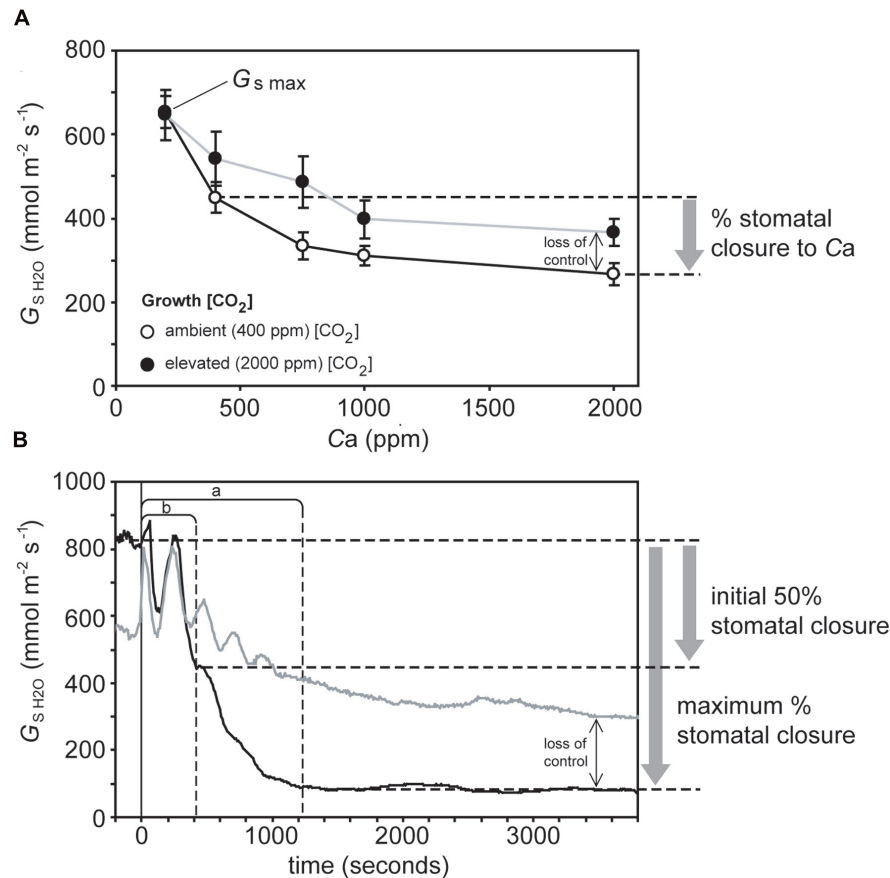 A
G s max
800
600
400
200
0
G S H2O (mmol m-2 s-1)
% stomatal
closure to Ca
loss of
control
Growth [CO2]
ambient (400 ppm) [CO2]
elevated (2000 ppm) [CO2]
0 500 1000 1500 2000
Ca (ppm)
B
1000
800
600
400
200
0
G S H2O (mmol m-2 s-1)
a
b
initial 50%
stomatal closure
maximum %
stomatal closure
loss of
control
0 1000 2000 3000
time (seconds)